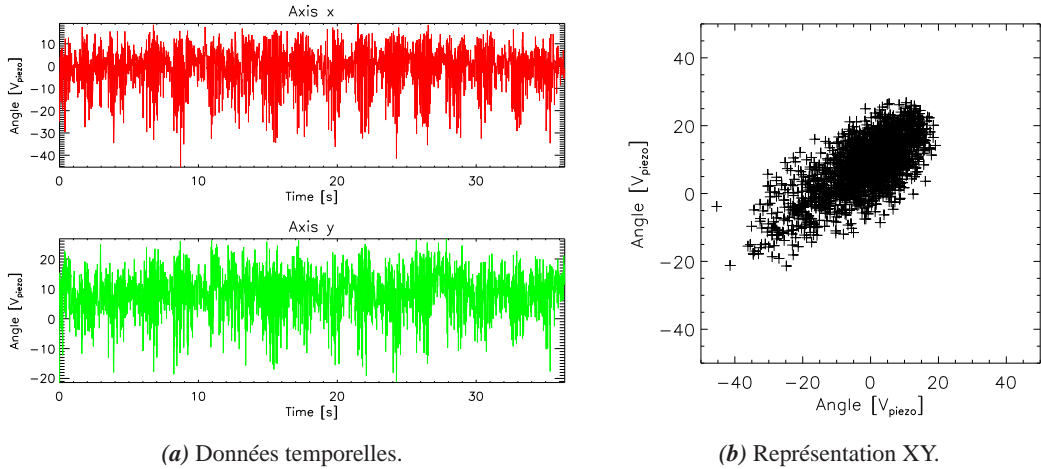 Axis x
Angle [V_piezo]
10
0
−10
−20
−30
−40
0
10
20
30
Time [s]
Axis y
Angle [V_piezo]
20
10
0
−10
−20
0
10
20
30
Time [s]
(a) Données temporelles.
Angle [V_piezo]
40
20
0
−20
−40
−40
−20
0
20
40
Angle [V_piezo]
(b) Représentation XY.